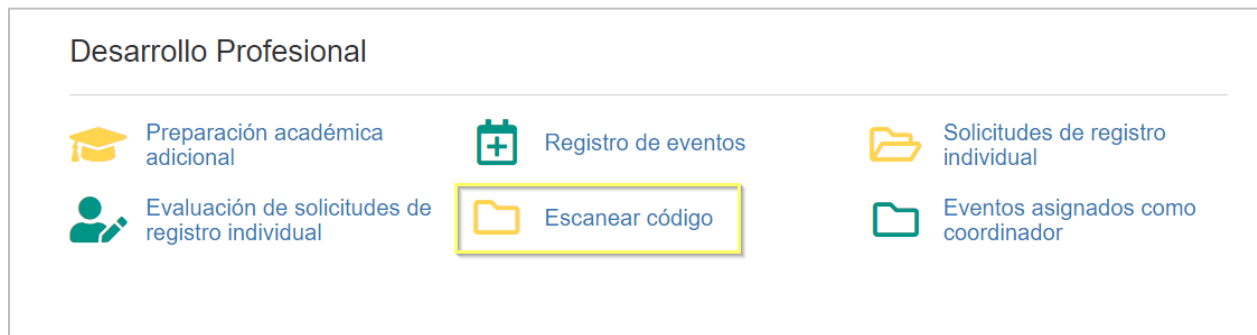 Desarrollo Profesional
Preparación académica
adicional
Registro de eventos
Solicitudes de registro
individual
Evaluación de solicitudes de
registro individual
Escanear código
Eventos asignados como
coordinador